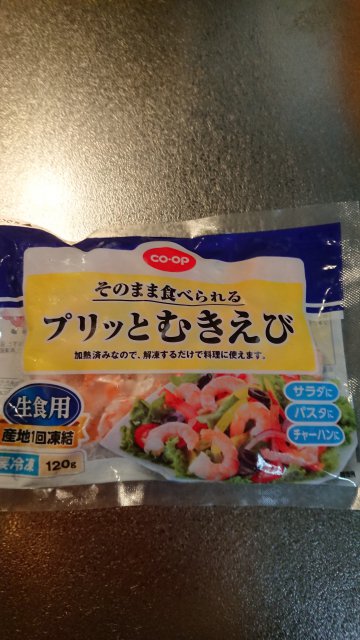 CO·OP
そのまま食べられる
プリッとむきえび
加熱済みなので、解凍するだけで料理に使えます。
生食用
産地1回凍結
冷凍
120g
サラダに
パスタに
チャーハンに